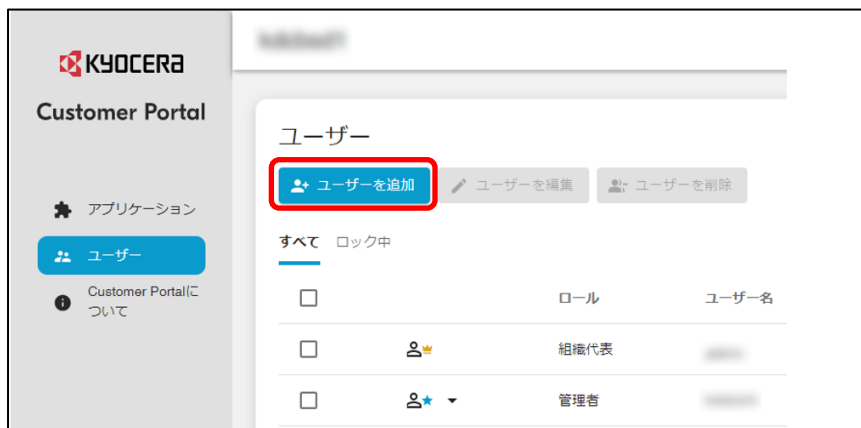 KYOCERA
Customer Portal
アプリケーション
ユーザー
Customer Portalに
ついて
ユーザー
ユーザーを追加 ユーザーを編集 ユーザーを削除
すべて ロック中
ロール ユーザー名
組織代表
管理者